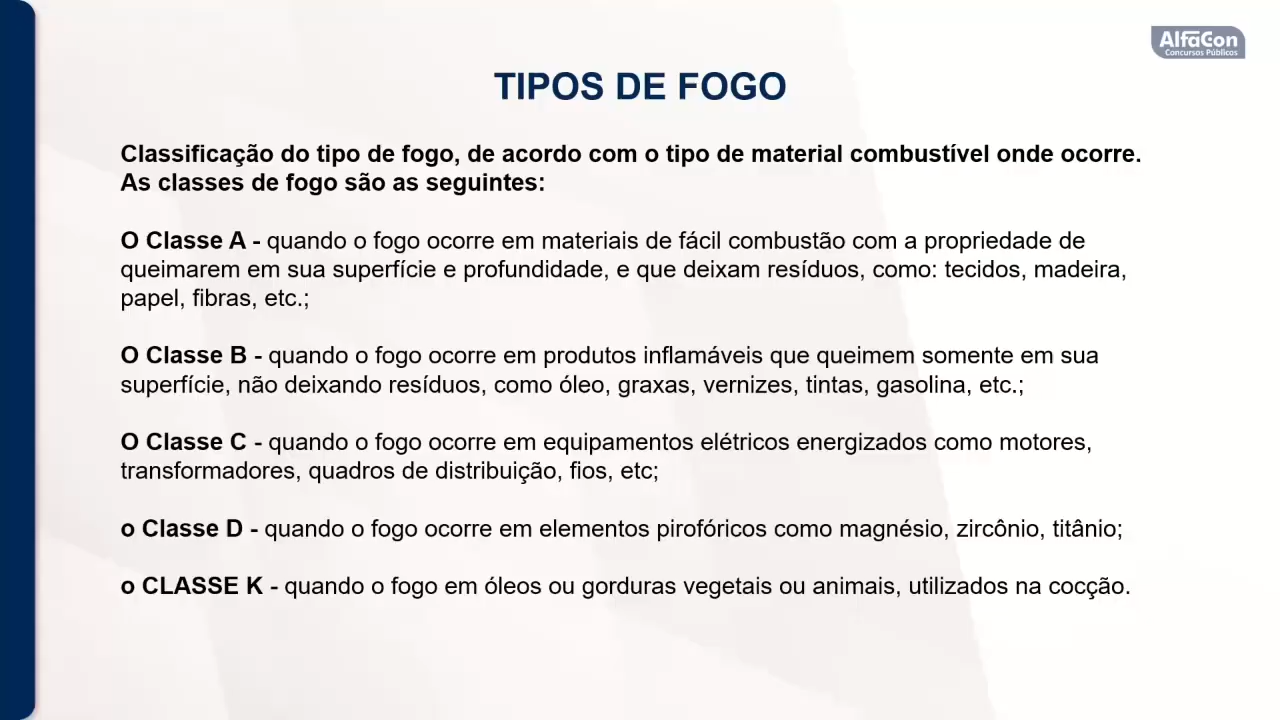 AlfaCon
Concursos Públicos
TIPOS DE FOGO
Classificação do tipo de fogo, de acordo com o tipo de material combustível onde ocorre.
As classes de fogo são as seguintes:
O Classe A - quando o fogo ocorre em materiais de fácil combustão com a propriedade de
queimarem em sua superfície e profundidade, e que deixam resíduos, como: tecidos, madeira,
papel, fibras, etc.;
O Classe B - quando o fogo ocorre em produtos inflamáveis que queimem somente em sua
superfície, não deixando resíduos, como óleo, graxas, vernizes, tintas, gasolina, etc.;
O Classe C - quando o fogo ocorre em equipamentos elétricos energizados como motores,
transformadores, quadros de distribuição, fios, etc;
o Classe D - quando o fogo ocorre em elementos pirofóricos como magnésio, zircônio, titânio;
o CLASSE K - quando o fogo em óleos ou gorduras vegetais ou animais, utilizados na cocção.